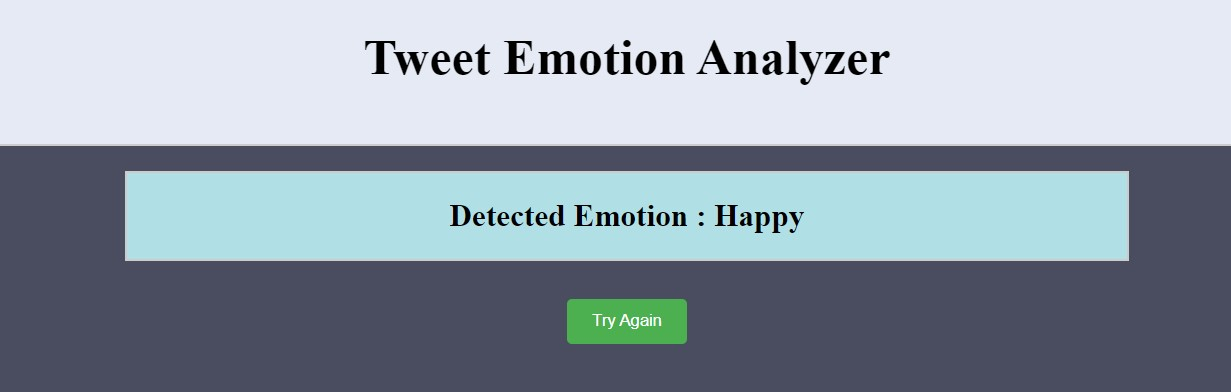 Tweet Emotion Analyzer
Detected Emotion : Happy
Try Again